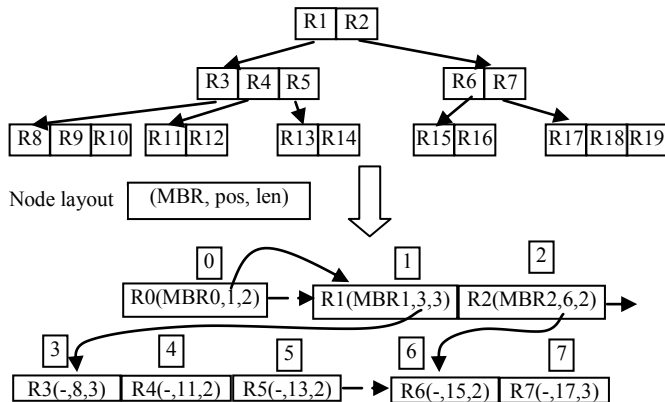 R1 R2
R3 R4 R5 R6 R7
R8 R9 R10 R11 R12 R13 R14 R15 R16 R17 R18 R19
Node layout (MBR, pos, len)
0 1 2
R0(MBR0,1,2) R1(MBR1,3,3) R2(MBR2,6,2)
3 4 5 6 7
R3(-,8,3) R4(-,11,2) R5(-,13,2) R6(-,15,2) R7(-,17,3)